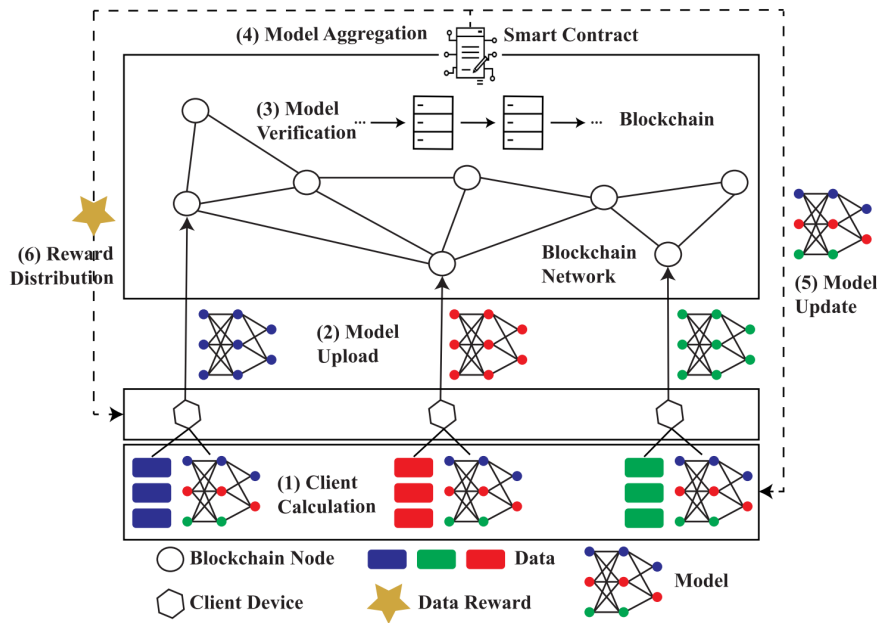 (4) Model Aggregation
Smart Contract
(3) Model
Verification
...
...
Blockchain
(6) Reward
Distribution
Blockchain
Network
(5) Model
Update
(2) Model
Upload
(1) Client
Calculation
Blockchain Node
Data
Model
Client Device
Data Reward